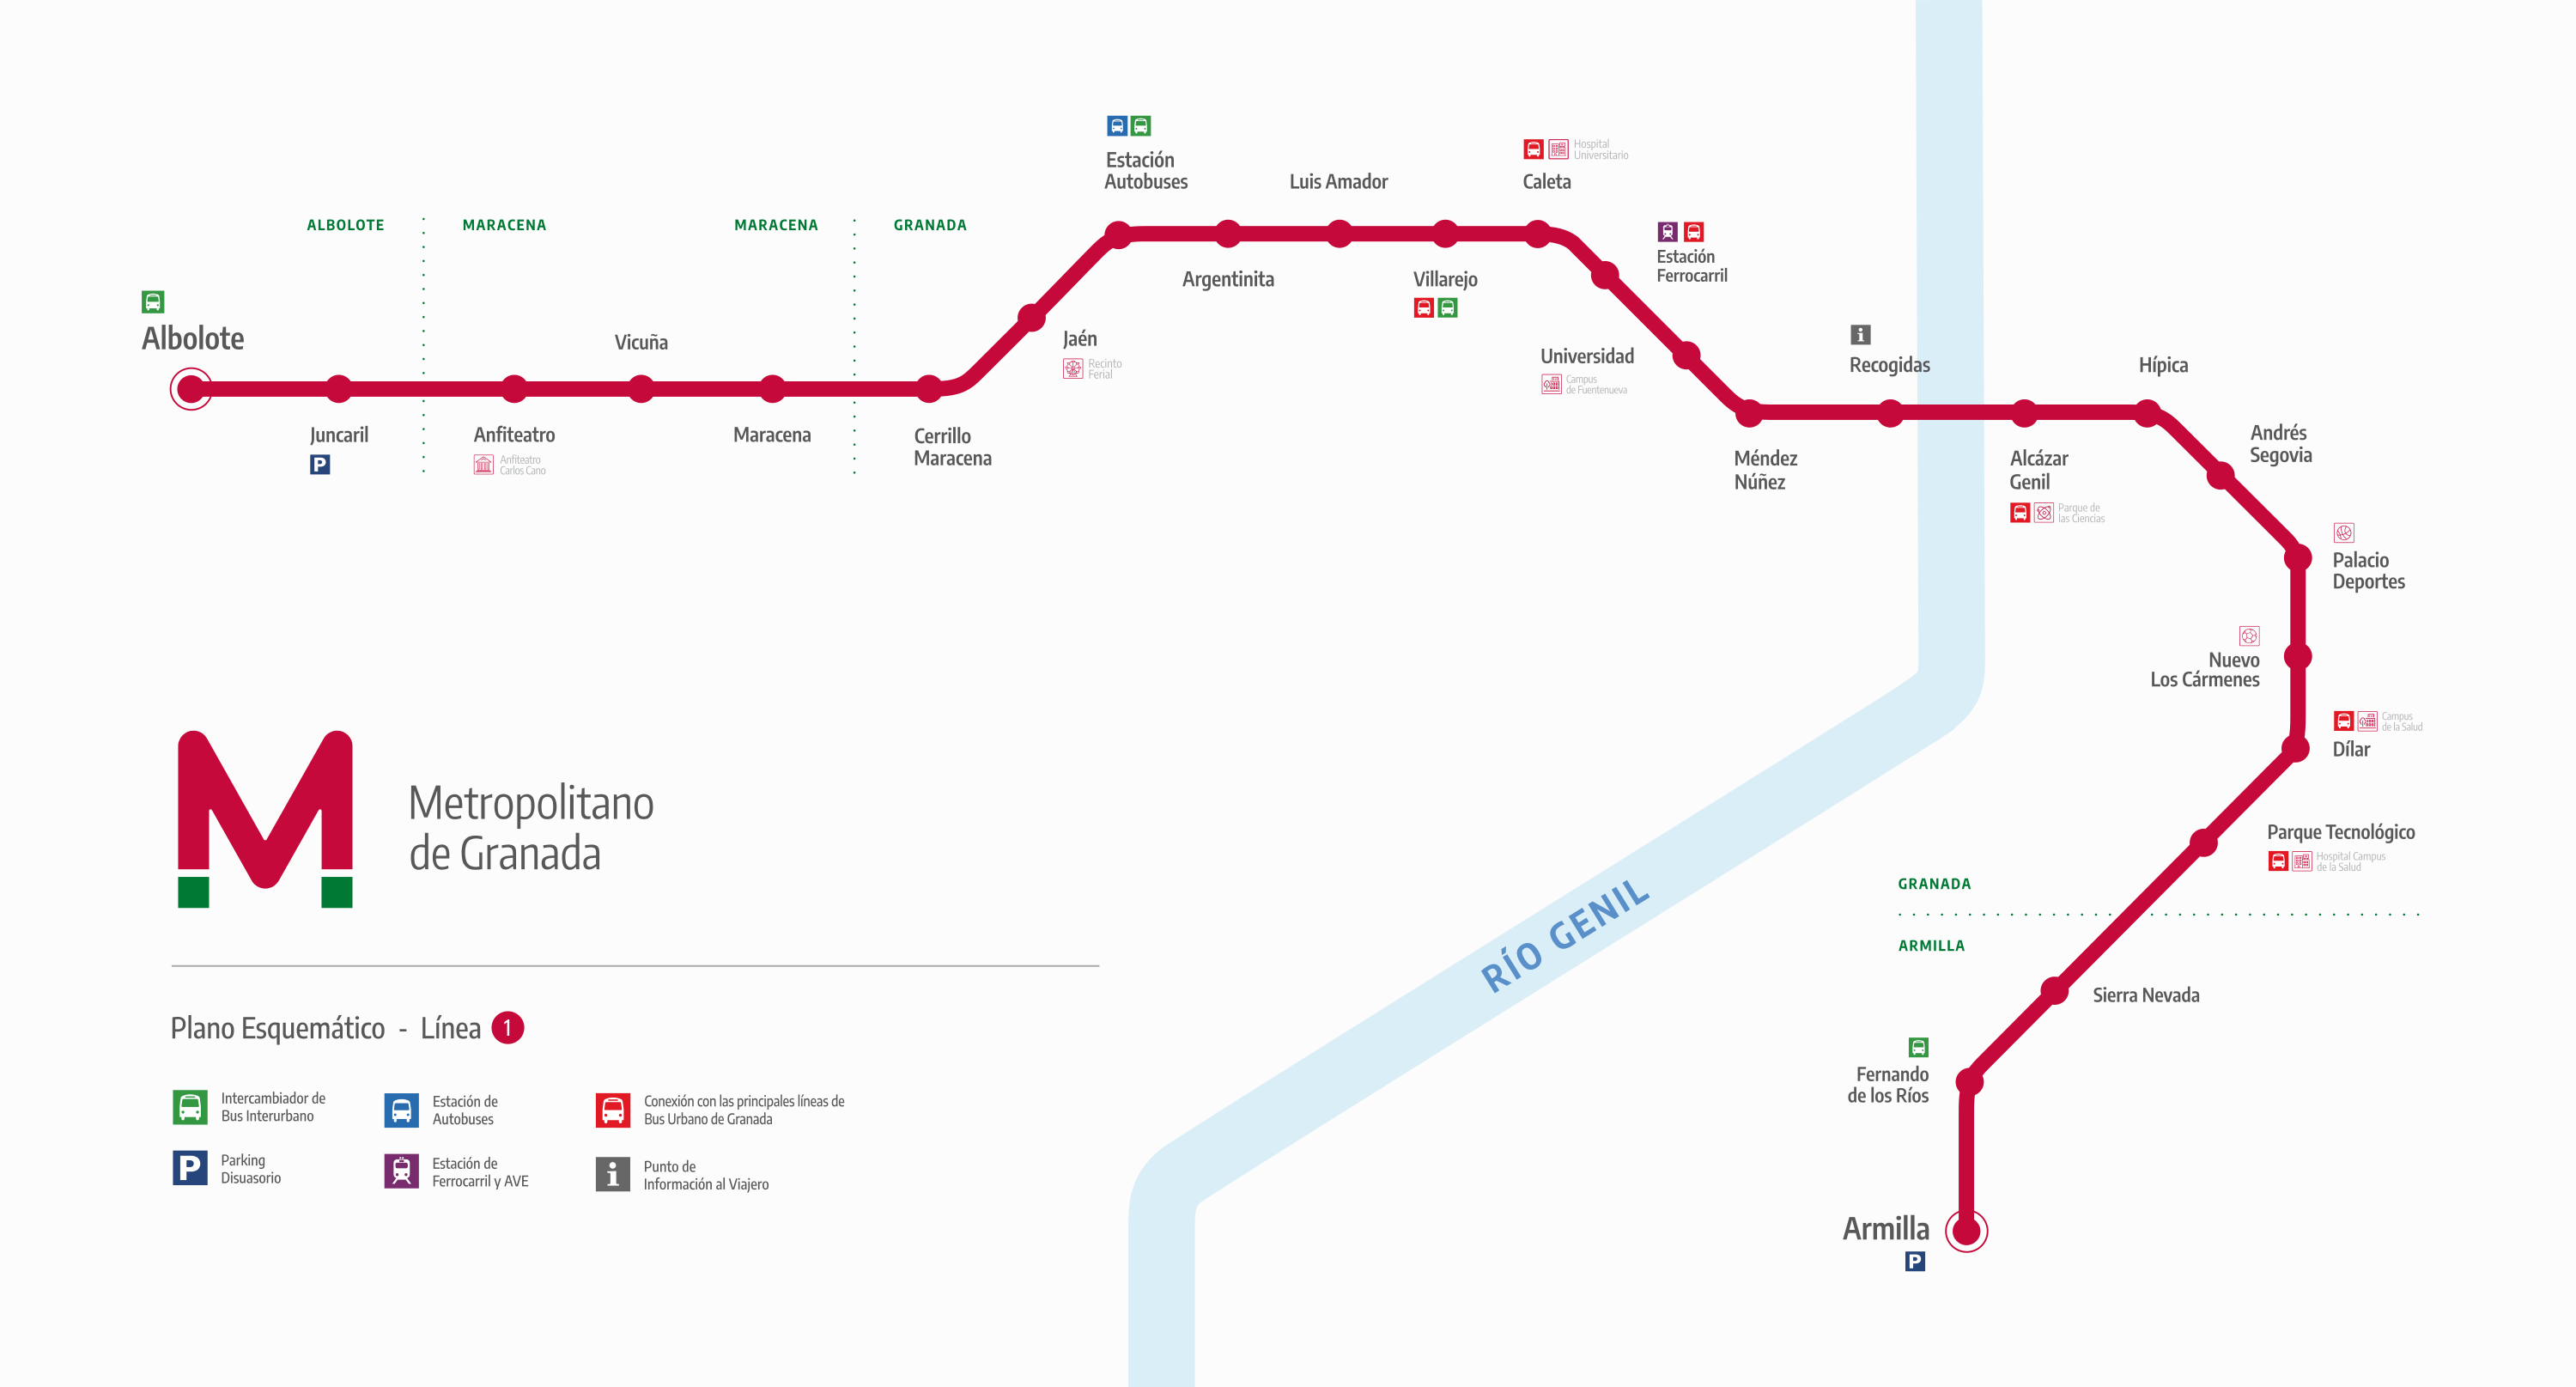 ALBOLOTE
MARACENA
MARACENA
GRANADA
Albolote
Juncaril
P
Anfiteatro
Anfiteatro
Carlos Cano
Vicuña
Maracena
Cerrillo
Maracena
Jaén
Recinto
Ferial
Estación
Autobuses
Argentinita
Luis Amador
Villarejo
Hospital
Universitario
Caleta
Universidad
Campus
de Fuentenueva
Estación
Ferrocarril
Méndez
Núñez
i
Recogidas
Alcázar
Genil
Parque de
las Ciencias
Hípica
Andrés
Segovia
Palacio
Deportes
Nuevo
Los Cármenes
Campus
de la Salud
Dílar
Parque Tecnológico
Hospital Campus
de la Salud
GRANADA
ARMILLA
Sierra Nevada
Fernando
de los Ríos
Armilla
P
RÍO GENIL
M
Metropolitano
de Granada
Plano Esquemático - Línea 1
Intercambiador de
Bus Interurbano
Estación de
Autobuses
Conexión con las principales líneas de
Bus Urbano de Granada
P
Parking
Disuasorio
Estación de
Ferrocarril y AVE
i
Punto de
Información al Viajero